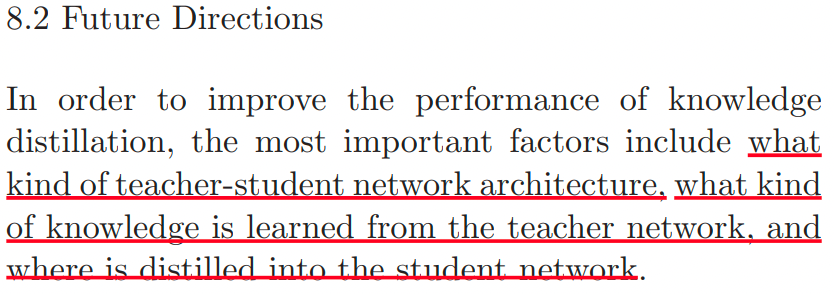 8.2 Future Directions
In order to improve the performance of knowledge
distillation, the most important factors include what
kind of teacher-student network architecture, what kind
of knowledge is learned from the teacher network, and
where is distilled into the student network.